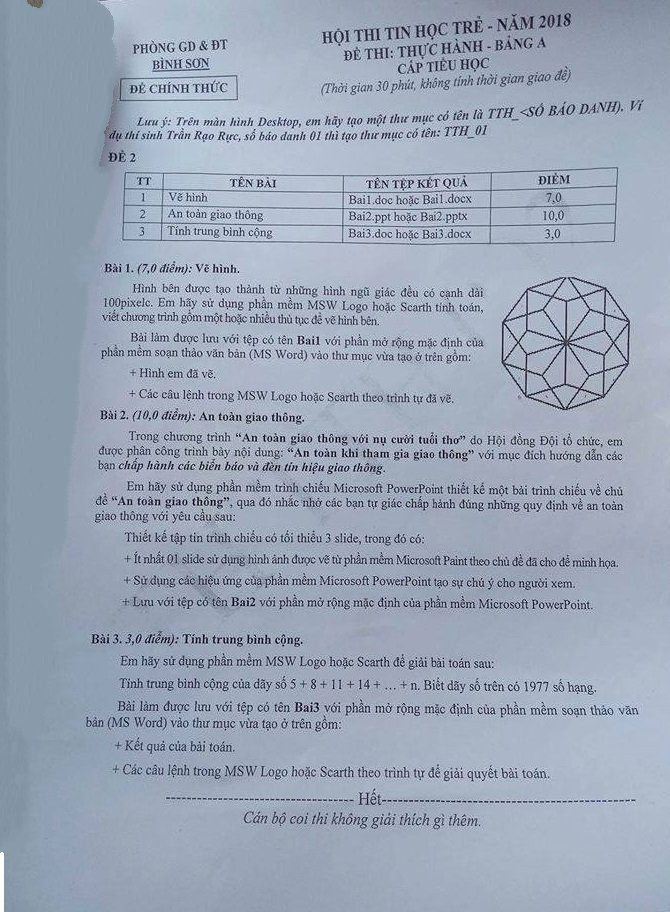 PHÒNG GD & ĐT
BÌNH SƠN
ĐỀ CHÍNH THỨC
HỘI THI TIN HỌC TRẺ - NĂM 2018
ĐỀ THI: THỰC HÀNH - BẢNG A
CẤP TIỂU HỌC
(Thời gian 30 phút, không tính thời gian giao đề)
Lưu ý: Trên màn hình Desktop, em hãy tạo một thư mục có tên là TTH_<SỐ BÁO DANH). Ví
dụ thí sinh Trần Rạo Rực, số báo danh 01 thì tạo thư mục có tên: TTH_01
ĐỀ 2
TT TÊN BÀI TÊN TỆP KẾT QUẢ ĐIỂM
1 Vẽ hình Bai1.doc hoặc Bai1.docx 7,0
2 An toàn giao thông Bai2.ppt hoặc Bai2.pptx 10,0
3 Tính trung bình cộng Bai3.doc hoặc Bai3.docx 3,0
Bài 1. (7,0 điểm): Vẽ hình.
Hình bên được tạo thành từ những hình ngũ giác đều có cạnh dài
100pixelc. Em hãy sử dụng phần mềm MSW Logo hoặc Scarth tính toán,
viết chương trình gồm một hoặc nhiều thủ tục để vẽ hình bên.
Bài làm được lưu với tệp có tên Bai1 với phần mở rộng mặc định của
phần mềm soạn thảo văn bản (MS Word) vào thư mục vừa tạo ở trên gồm:
+ Hình em đã vẽ.
+ Các câu lệnh trong MSW Logo hoặc Scarth theo trình tự đã vẽ.
Bài 2. (10,0 điểm): An toàn giao thông.
Trong chương trình “An toàn giao thông với nụ cười tuổi thơ” do Hội đồng Đội tổ chức, em
được phân công trình bày nội dung: “An toàn khi tham gia giao thông” với mục đích hướng dẫn các
bạn chấp hành các biển báo và đèn tín hiệu giao thông.
Em hãy sử dụng phần mềm trình chiếu Microsoft PowerPoint thiết kế một bài trình chiếu về chủ
đề “An toàn giao thông”, qua đó nhắc nhở các bạn tự giác chấp hành đúng những quy định về an toàn
giao thông với yêu cầu sau:
Thiết kế tập tin trình chiếu có tối thiểu 3 slide, trong đó có:
+ Ít nhất 01 slide sử dụng hình ảnh được vẽ từ phần mềm Microsoft Paint theo chủ đề đã cho để minh họa.
+ Sử dụng các hiệu ứng của phần mềm Microsoft PowerPoint tạo sự chú ý cho người xem.
+ Lưu với tệp có tên Bai2 với phần mở rộng mặc định của phần mềm Microsoft PowerPoint.
Bài 3. 3,0 điểm): Tính trung bình cộng.
Em hãy sử dụng phần mềm MSW Logo hoặc Scarth để giải bài toán sau:
Tính trung bình cộng của dãy số 5 + 8 + 11 + 14 + … + n. Biết dãy số trên có 1977 số hạng.
Bài làm được lưu với tệp có tên Bai3 với phần mở rộng mặc định của phần mềm soạn thảo văn
bản (MS Word) vào thư mục vừa tạo ở trên gồm:
+ Kết quả của bài toán.
+ Các câu lệnh trong MSW Logo hoặc Scarth theo trình tự để giải quyết bài toán.
---------------------------------- Hết----------------------------------------------
Cán bộ coi thi không giải thích gì thêm.